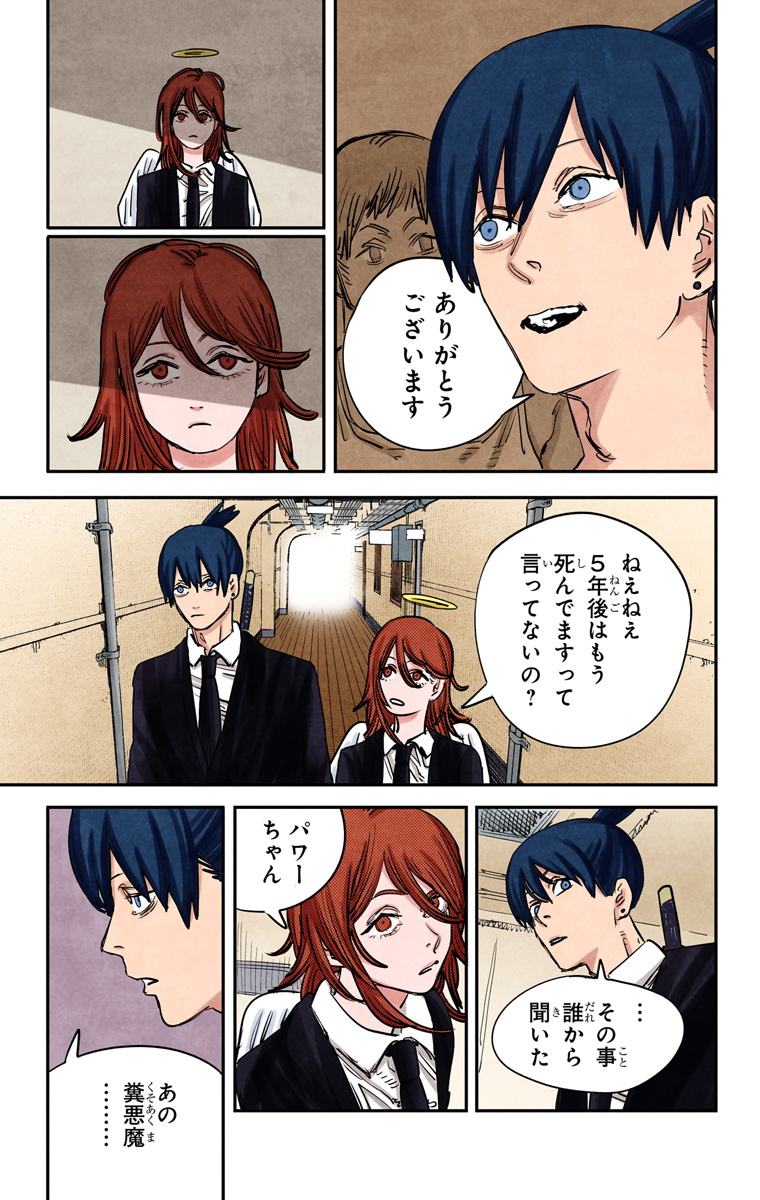 ありがとう
ございます
ねえねえ
5年後はもう
死んでますって
言ってないの?
…
その事
誰から
聞いた
パワー
ちゃん
あの
糞悪魔
………